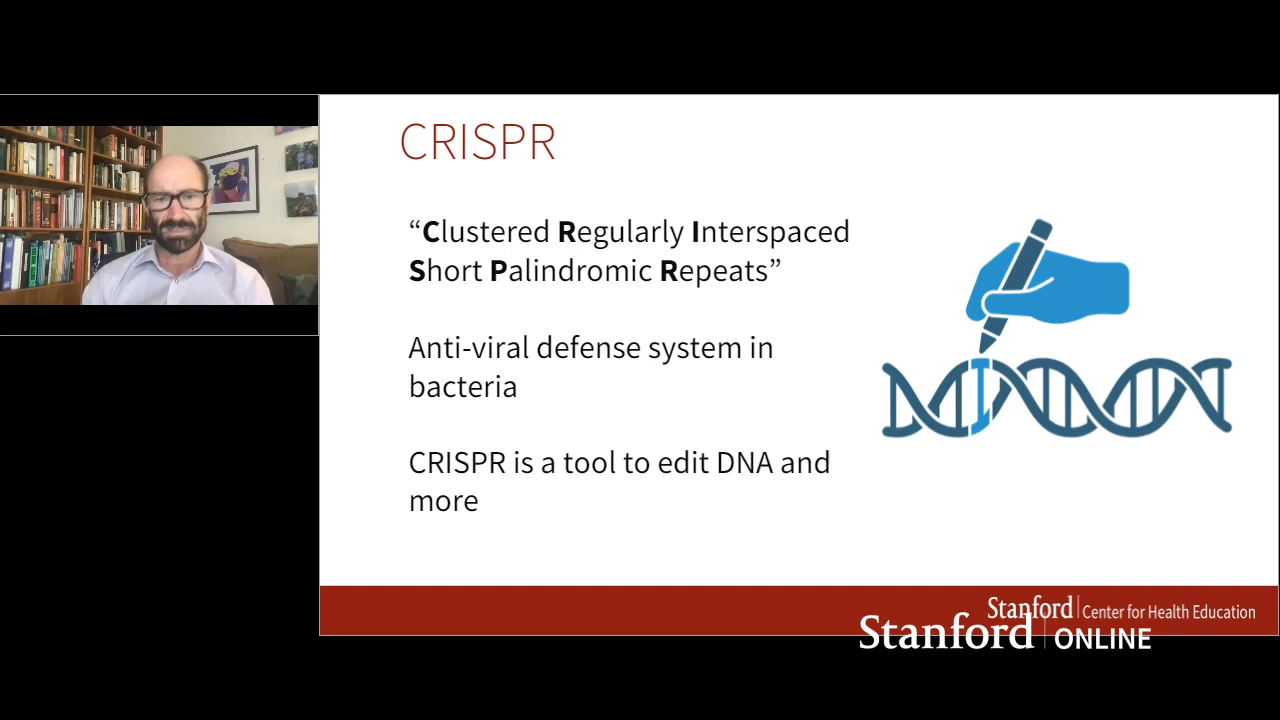 CRISPR
“Clustered Regularly Interspaced
Short Palindromic Repeats”
Anti-viral defense system in
bacteria
CRISPR is a tool to edit DNA and
more
Stanford Center for Health Education
Stanford ONLINE